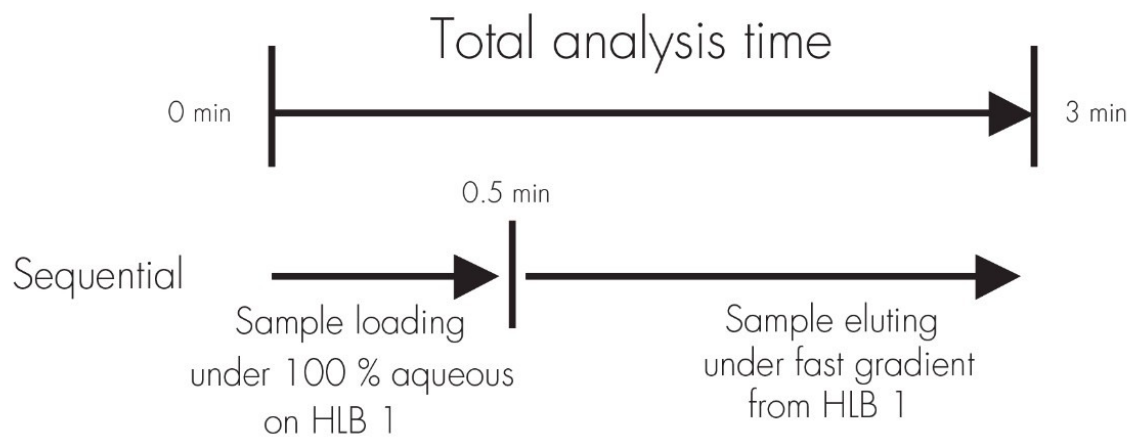 Total analysis time
0 min
3 min
0.5 min
Sequential
Sample loading
under 100 % aqueous
on HLB 1
Sample eluting
under fast gradient
from HLB 1